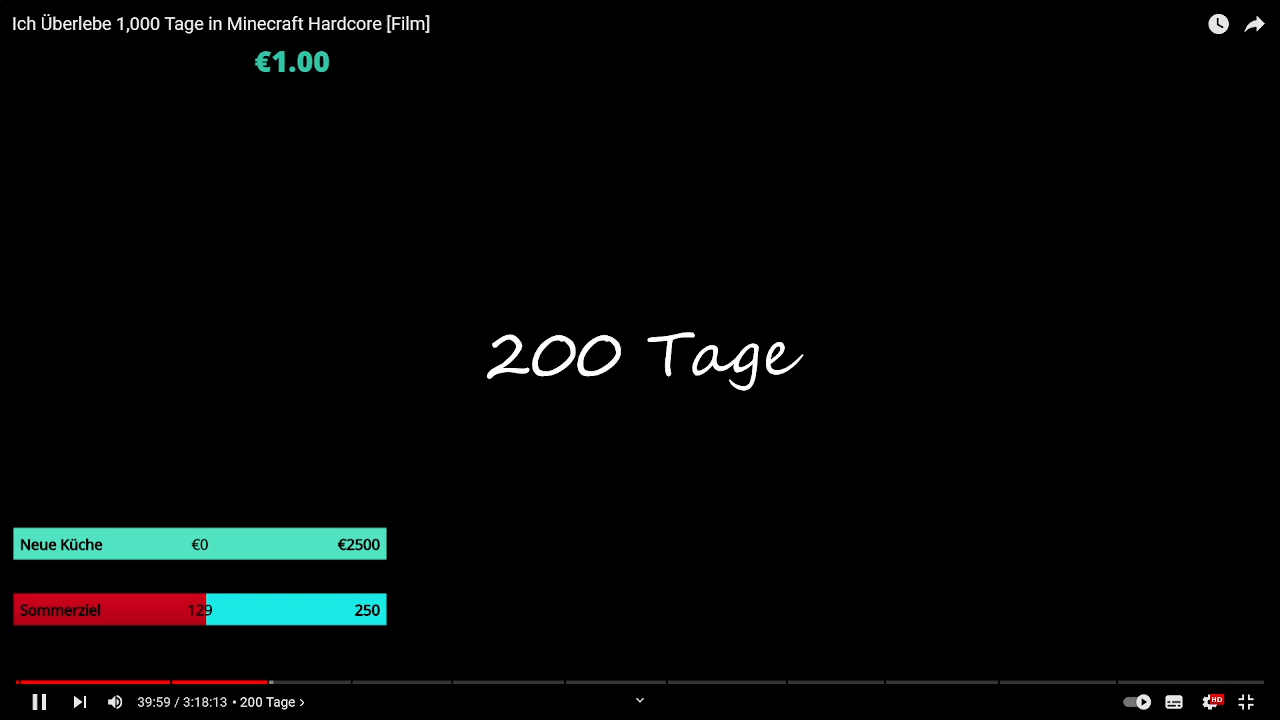 Ich Überlebe 1,000 Tage in Minecraft Hardcore [Film]
€1.00
200 Tage
Neue Küche €0 €2500
Sommerziel 129 250
39:59 / 3:18:13 • 200 Tage ›
HD